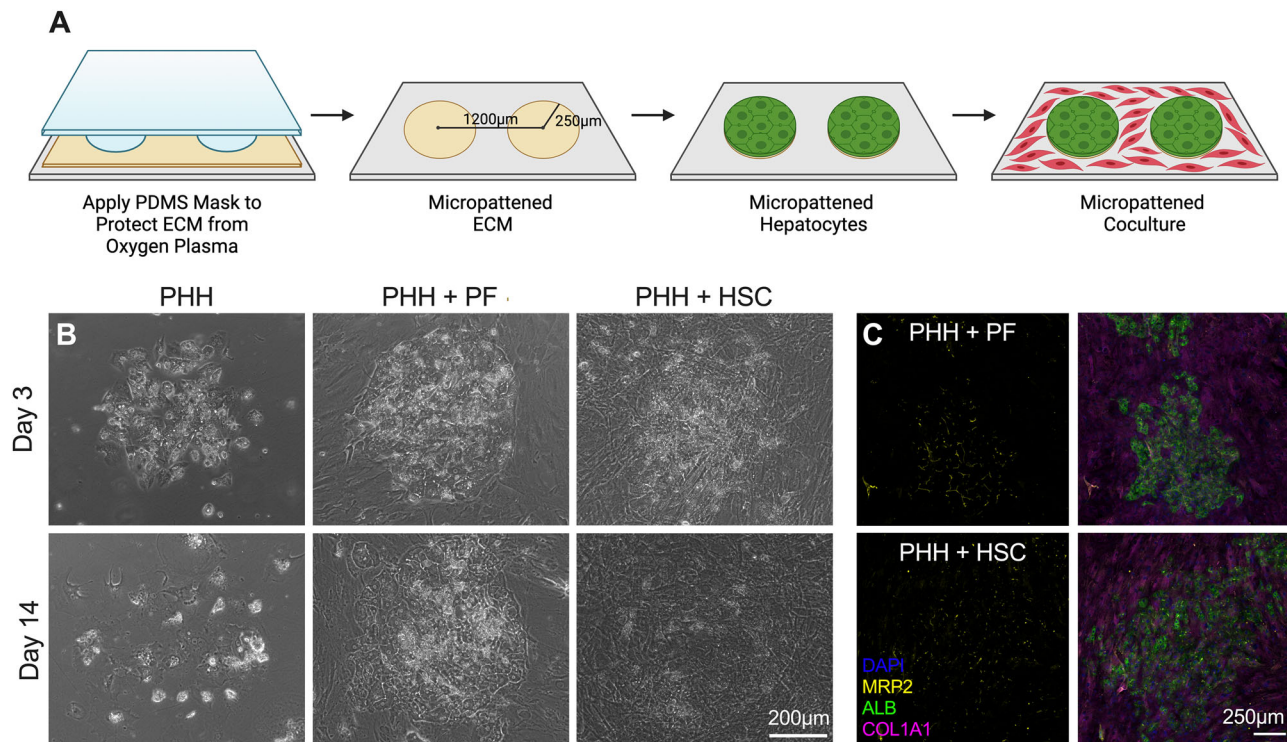 A
1200µm
250µm
Apply PDMS Mask to
Protect ECM from
Oxygen Plasma
Micropattened
ECM
Micropattened
Hepatocytes
Micropattened
Coculture
PHH
PHH + PF
PHH + HSC
B
Day 3
Day 14
200µm
C
PHH + PF
PHH + HSC
DAPI
MRP2
ALB
COL1A1
250µm